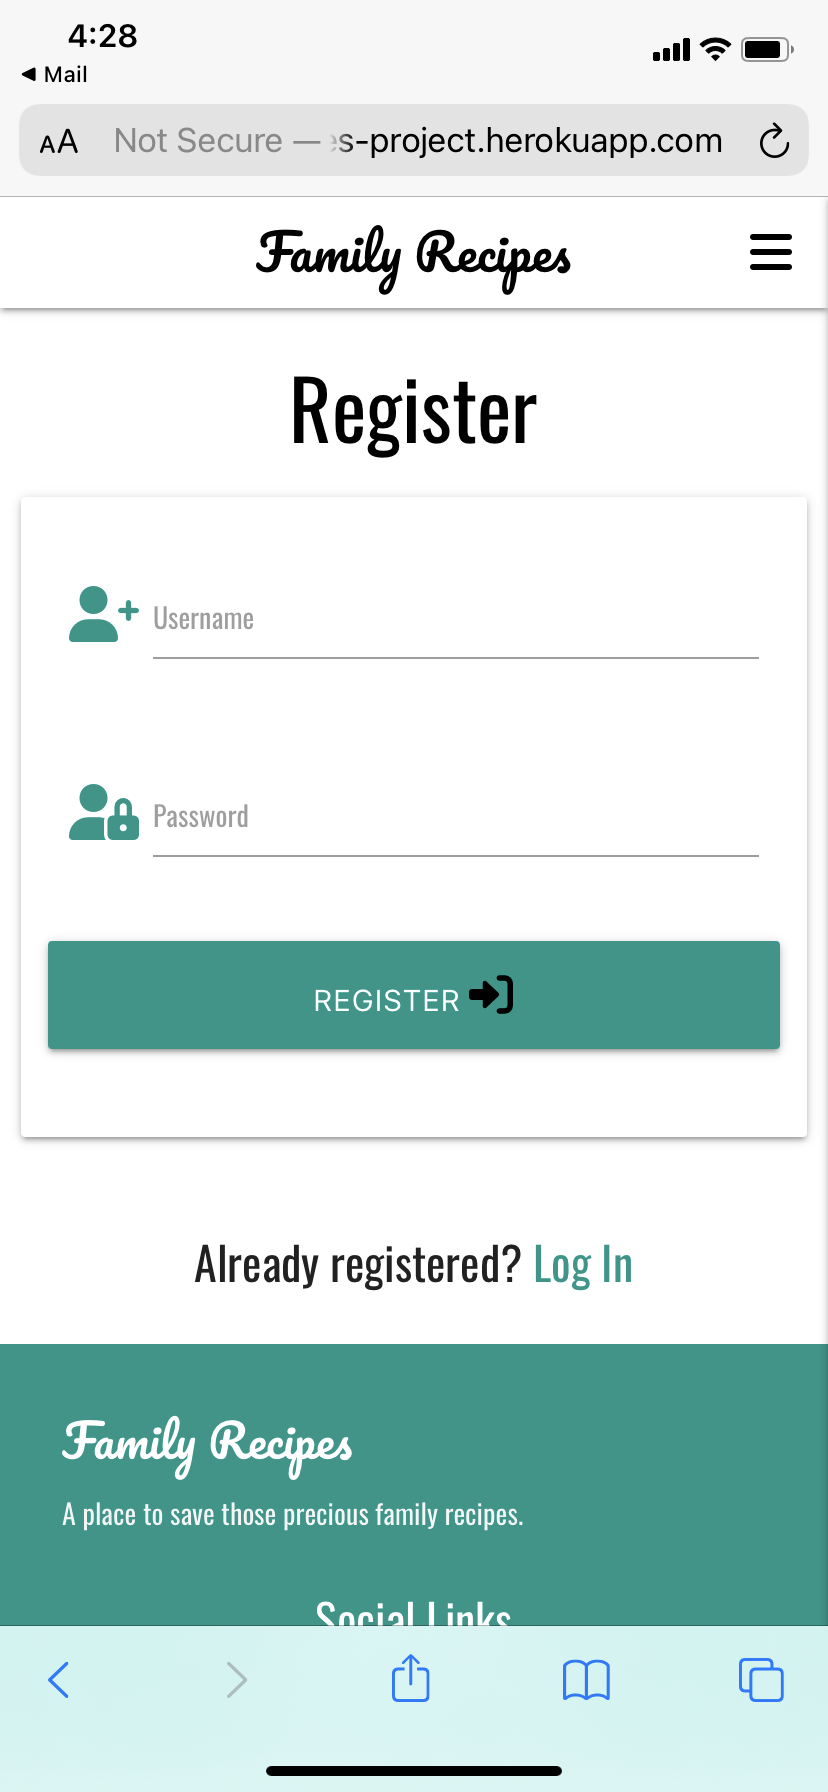 4:28
◀ Mail
AA Not Secure — es-project.herokuapp.com
Family Recipes
Register
Username
Password
REGISTER
Already registered? Log In
Family Recipes
A place to save those precious family recipes.
Social Links